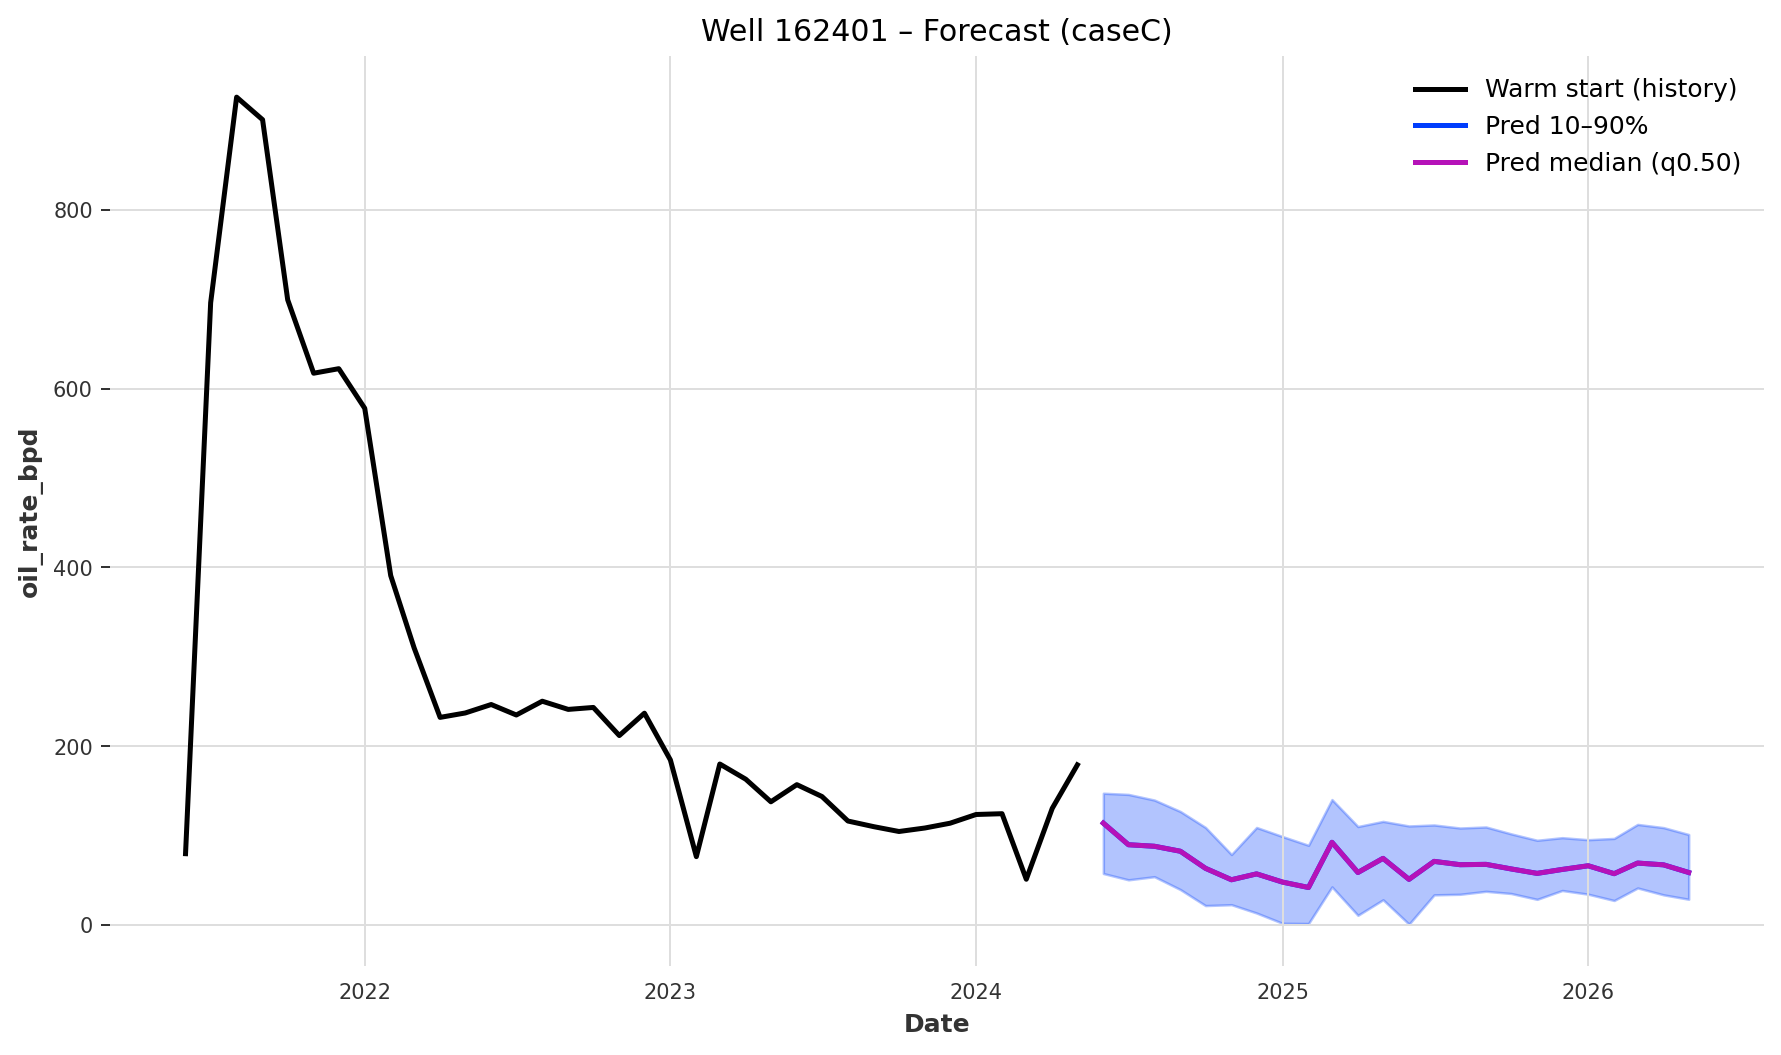 Well 162401 – Forecast (caseC)
Warm start (history)
Pred 10–90%
Pred median (q0.50)
oil_rate_bpd
800
600
400
200
0
2022
2023
2024
2025
2026
Date